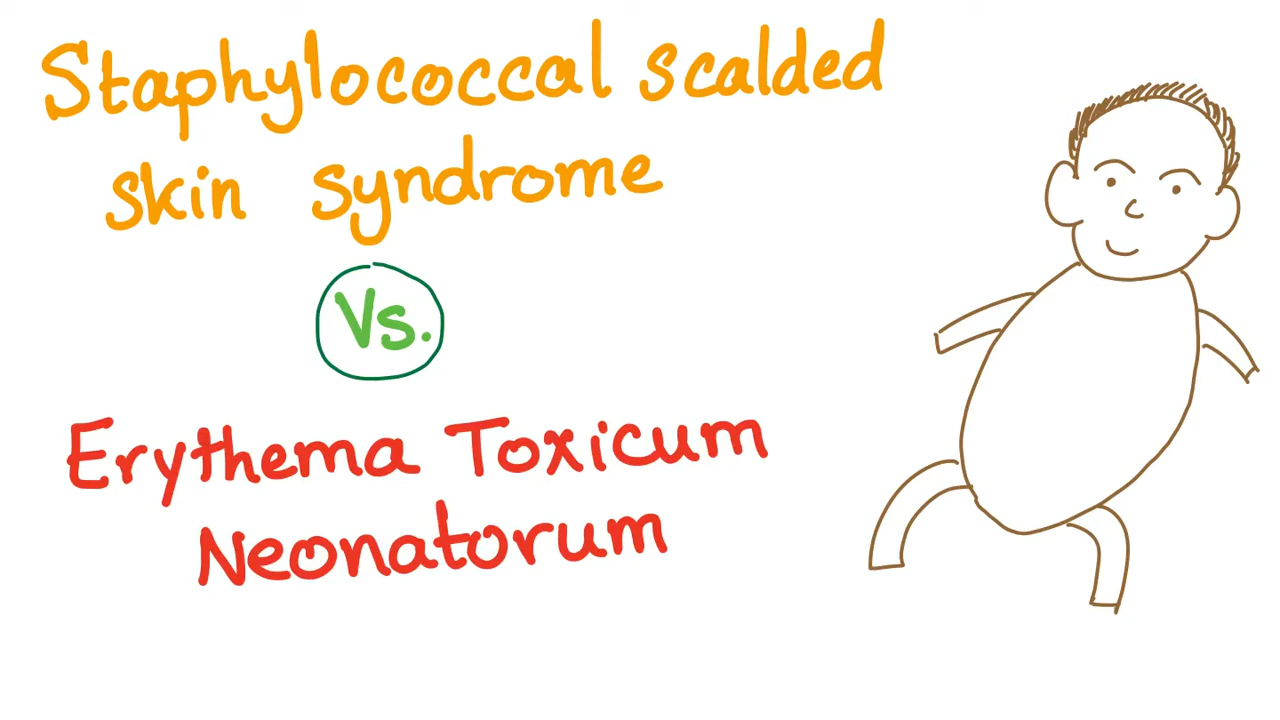 Staphylococcal scalded
skin syndrome
Vs.
Erythema Toxicum
Neonatorum